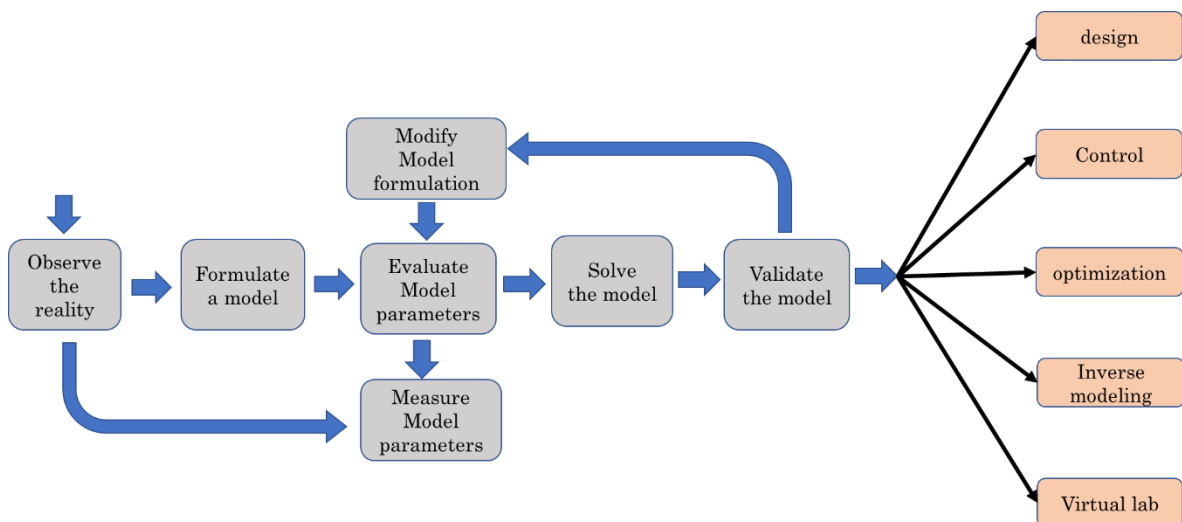 design
Modify
Model
formulation
Control
Observe
the
reality
Formulate
a model
Evaluate
Model
parameters
Solve
the model
Validate
the model
optimization
Measure
Model
parameters
Inverse
modeling
Virtual lab